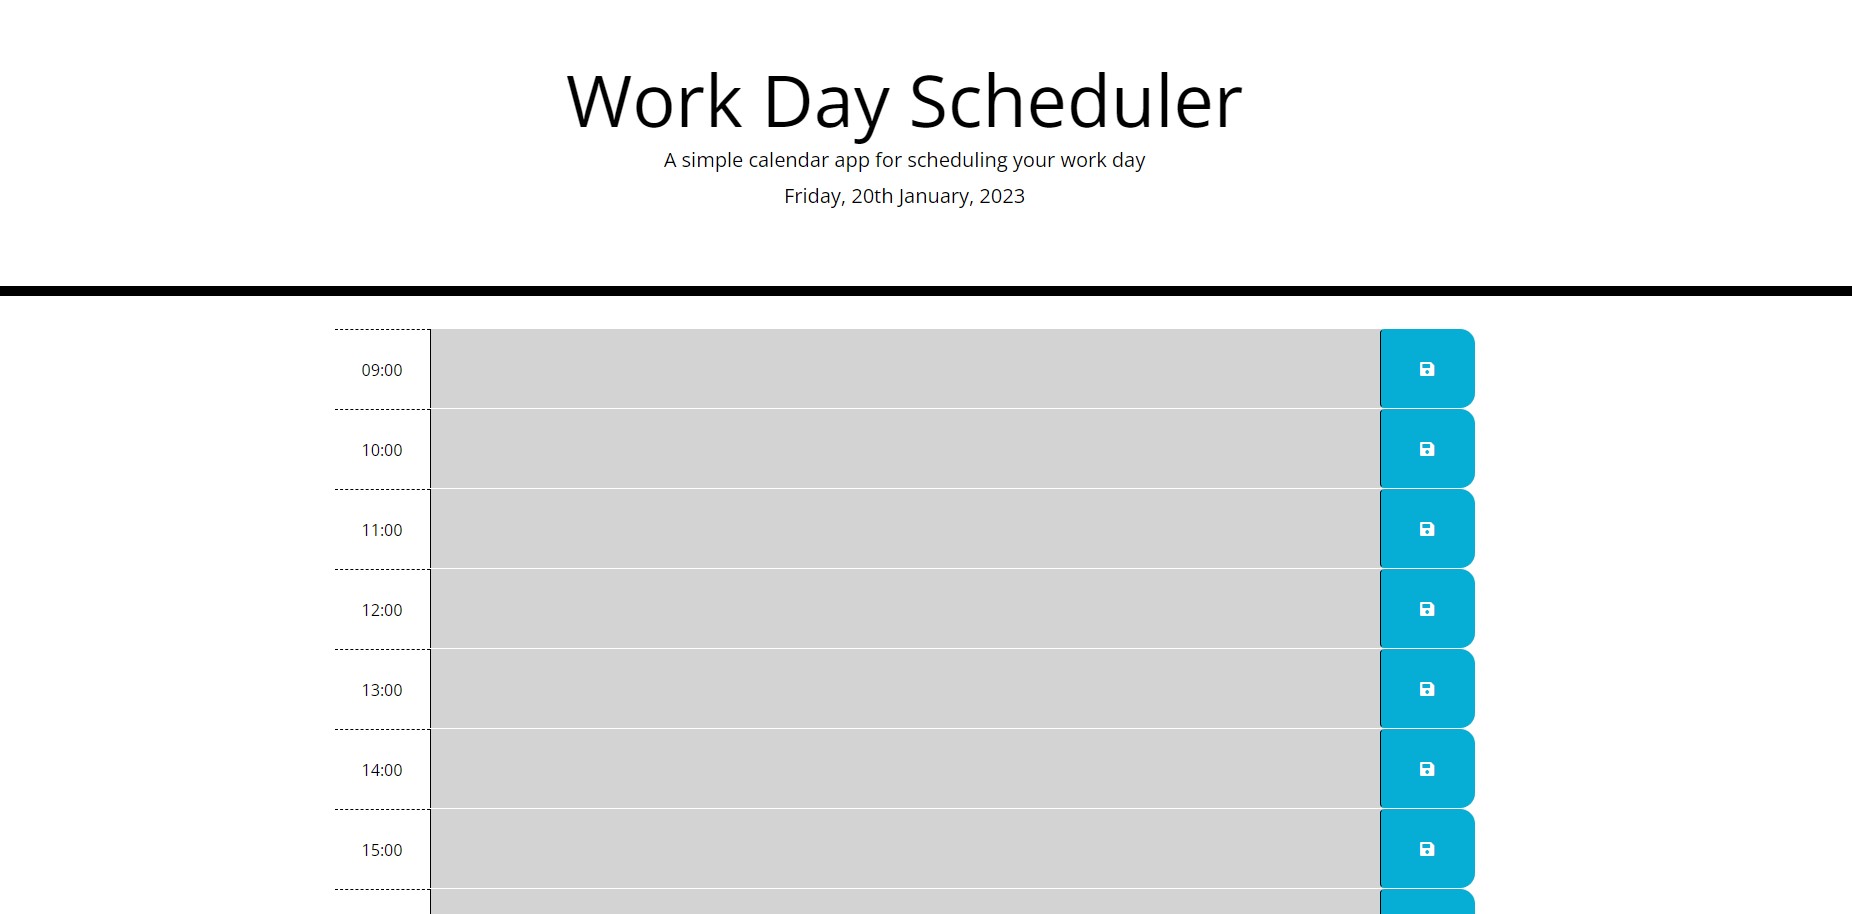 Work Day Scheduler
A simple calendar app for scheduling your work day
Friday, 20th January, 2023
09:00
10:00
11:00
12:00
13:00
14:00
15:00